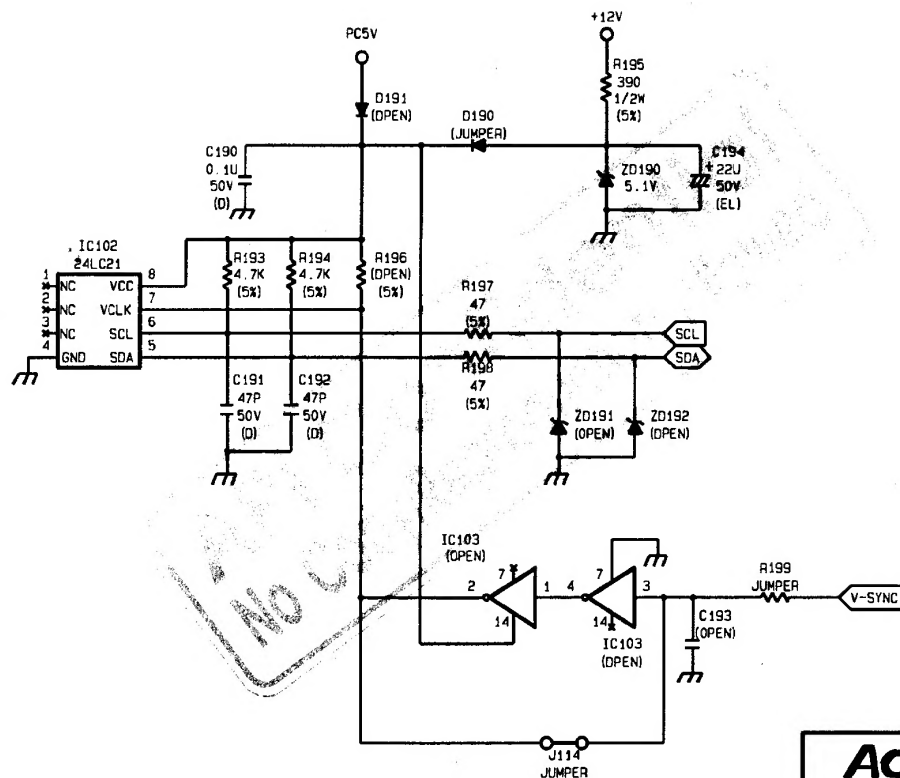 +12V
PC5V
R195
390
1/2W
(5%)
D191
(OPEN)
D190
(JUMPER)
C190
0.1U
50V
(D)
ZD190
5.1V
C194
+ 22U
50V
(EL)
IC102
24LC21
1 NC VCC 8
2 NC VCLK 7
3 NC SCL 6
4 GND SDA 5
R193
4.7K
(5%)
R194
4.7K
(5%)
R196
(OPEN)
(5%)
R197
47
(5%)
SCL
SDA
R198
47
(5%)
C191
47P
50V
(D)
C192
47P
50V
(D)
ZD191
(OPEN)
ZD192
(OPEN)
IC103
(OPEN)
2 7 14 1
4 7 14 3
IC103
(OPEN)
R199
JUMPER
V-SYNC
C193
(OPEN)
J114
JUMPER
No